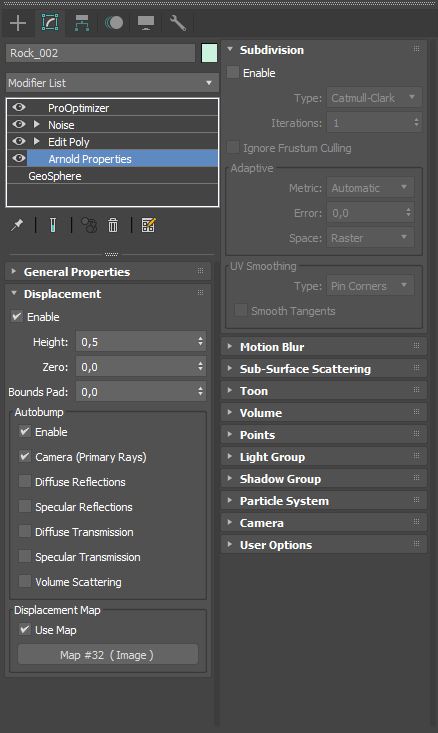 Rock_002
Modifier List
ProOptimizer
Noise
Edit Poly
Arnold Properties
GeoSphere
General Properties
Displacement
Enable
Height: 0,5
Zero: 0,0
Bounds Pad: 0,0
Autobump
Enable
Camera (Primary Rays)
Diffuse Reflections
Specular Reflections
Diffuse Transmission
Specular Transmission
Volume Scattering
Displacement Map
Use Map
Map #32 ( Image )
Subdivision
Enable
Type: Catmull-Clark
Iterations: 1
Ignore Frustum Culling
Adaptive
Metric: Automatic
Error: 0,0
Space: Raster
UV Smoothing
Type: Pin Corners
Smooth Tangents
Motion Blur
Sub-Surface Scattering
Toon
Volume
Points
Light Group
Shadow Group
Particle System
Camera
User Options